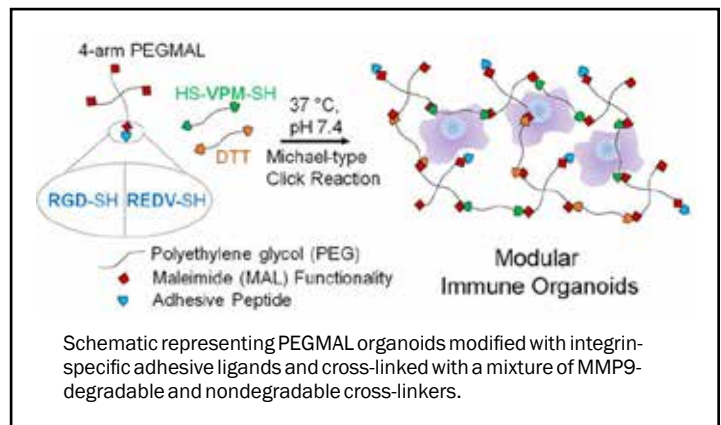 4-arm PEGMAL
HS-VPM-SH
DTT
37 °C,
pH 7.4
Michael-type
Click Reaction
RGD-SH REDV-SH
Polyethylene glycol (PEG)
Maleimide (MAL) Functionality
Adhesive Peptide
Modular
Immune Organoids
Schematic representing PEGMAL organoids modified with integrin-
specific adhesive ligands and cross-linked with a mixture of MMP9-
degradable and nondegradable cross-linkers.